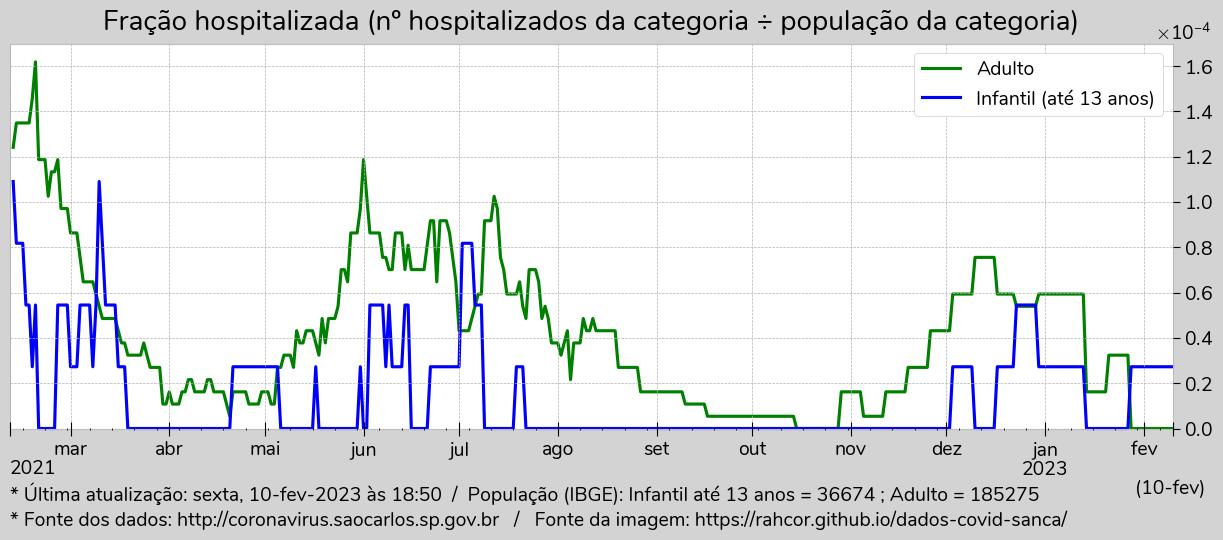 Fração hospitalizada (nº hospitalizados da categoria ÷ população da categoria)
×10⁻⁴
Adulto
Infantil (até 13 anos)
1.6
1.4
1.2
1.0
0.8
0.6
0.4
0.2
0.0
mar abr mai jun jul ago set out nov dez jan fev
2021 2023
(10-fev)
* Última atualização: sexta, 10-fev-2023 às 18:50 / População (IBGE): Infantil até 13 anos = 36674 ; Adulto = 185275
* Fonte dos dados: http://coronavirus.saocarlos.sp.gov.br / Fonte da imagem: https://rahcor.github.io/dados-covid-sanca/